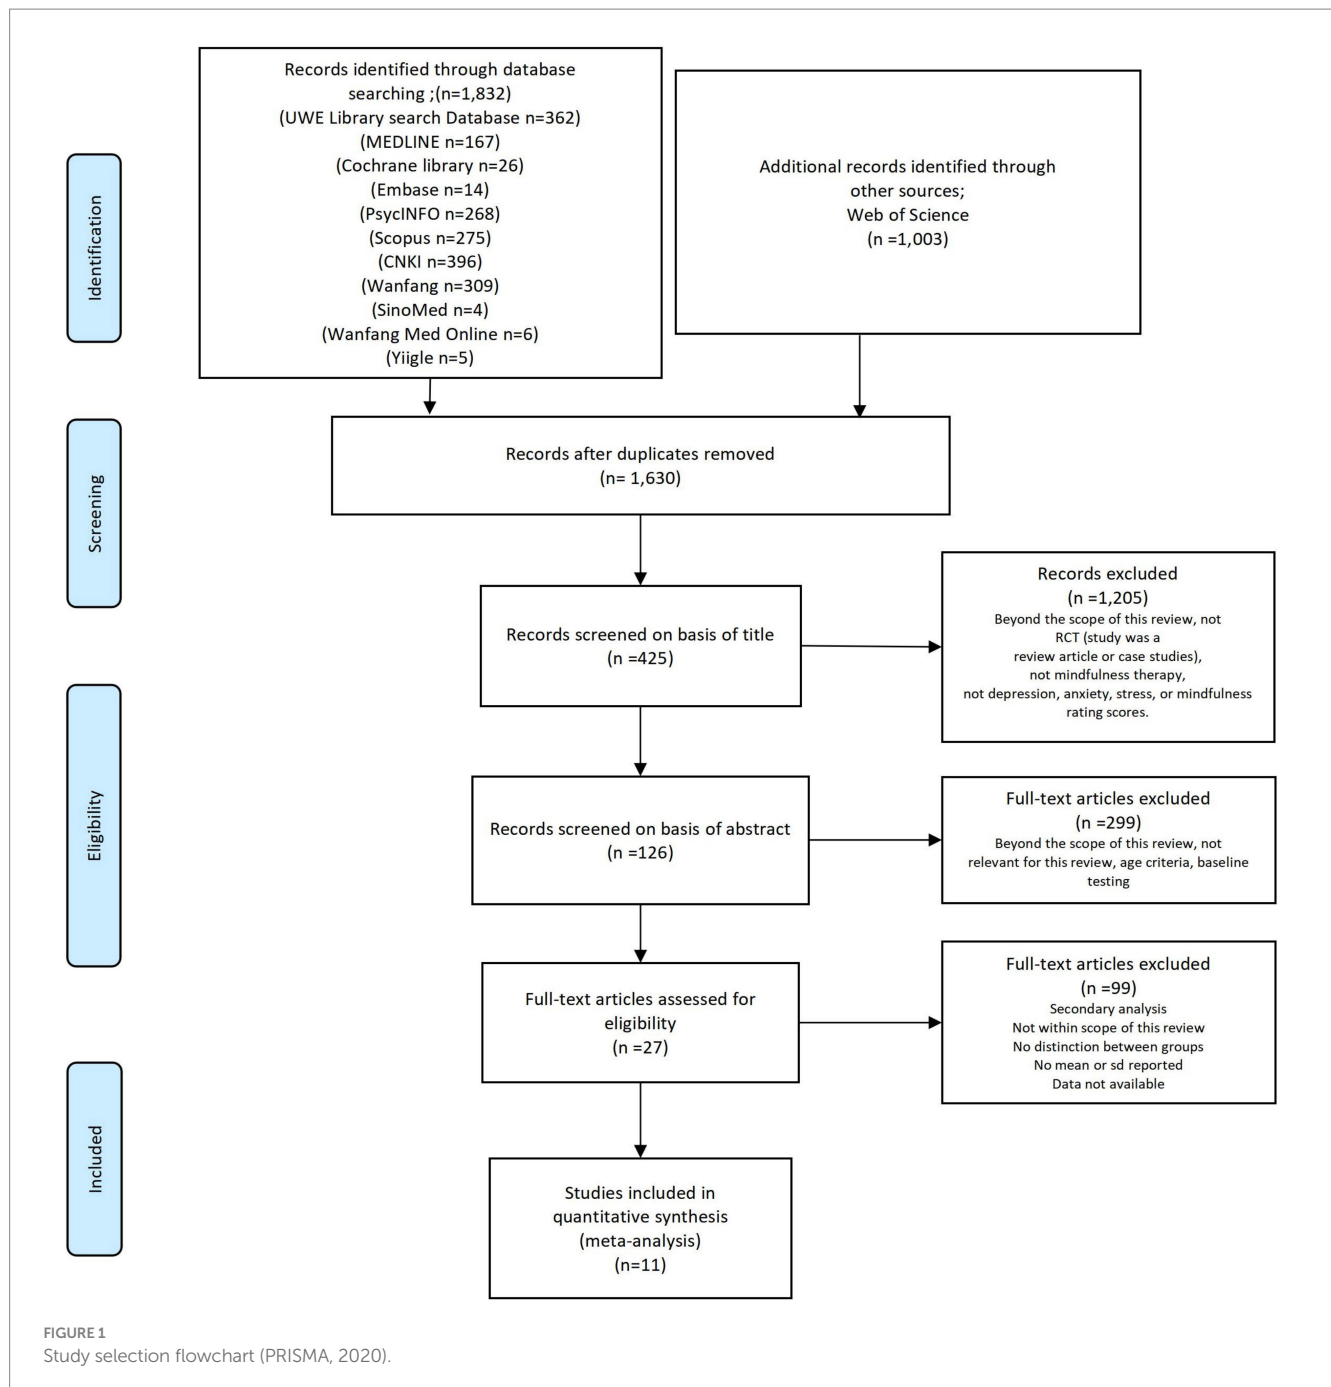 Records identified through database
searching ;(n=1,832)
(UWE Library search Database n=362)
(MEDLINE n=167)
(Cochrane library n=26)
(Embase n=14)
(PsycINFO n=268)
(Scopus n=275)
(CNKI n=396)
(Wanfang n=309)
(SinoMed n=4)
(Wanfang Med Online n=6)
(Yiigle n=5)
Additional records identified through
other sources;
Web of Science
(n =1,003)
Identification
Records after duplicates removed
(n= 1,630)
Screening
Records screened on basis of title
(n =425)
Records excluded
(n =1,205)
Beyond the scope of this review, not
RCT (study was a
review article or case studies),
not mindfulness therapy,
not depression, anxiety, stress, or mindfulness
rating scores.
Eligibility
Records screened on basis of abstract
(n =126)
Full-text articles excluded
(n =299)
Beyond the scope of this review, not
relevant for this review, age criteria, baseline
testing
Full-text articles assessed for
eligibility
(n =27)
Full-text articles excluded
(n =99)
Secondary analysis
Not within scope of this review
No distinction between groups
No mean or sd reported
Data not available
Included
Studies included in
quantitative synthesis
(meta-analysis)
(n=11)
FIGURE 1
Study selection flowchart (PRISMA, 2020).